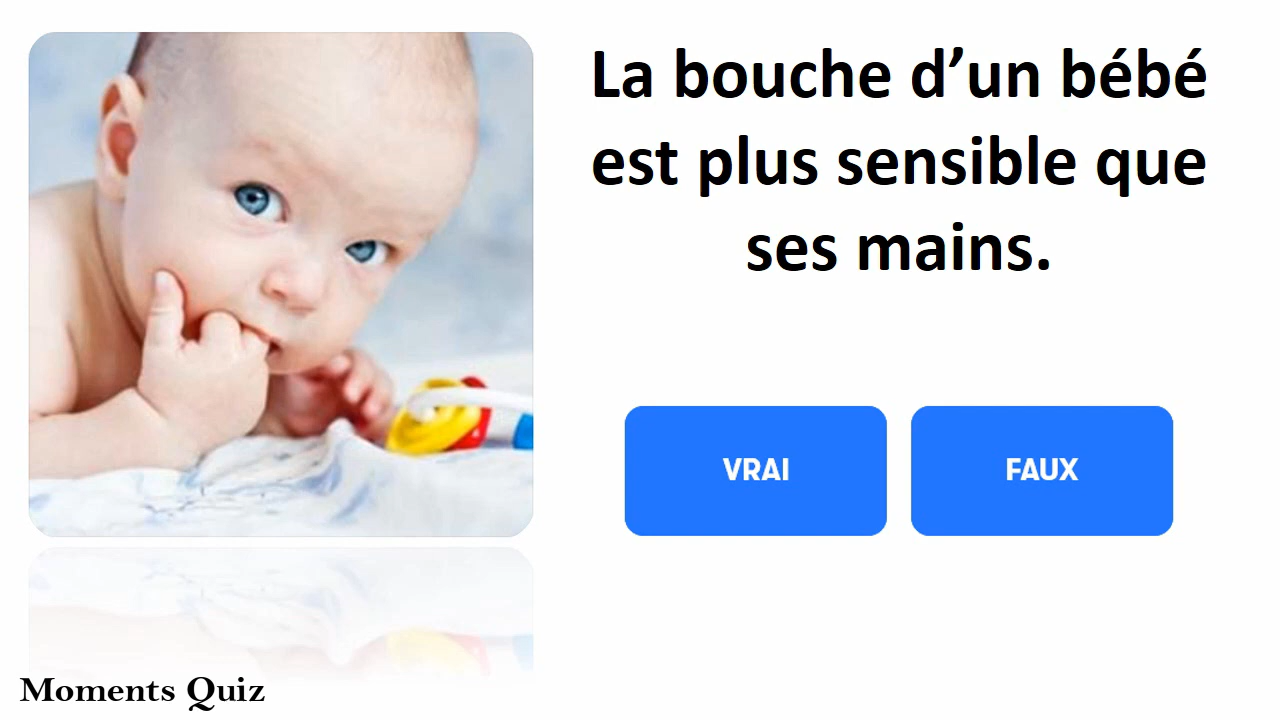 La bouche d’un bébé
est plus sensible que
ses mains.
VRAI
FAUX
Moments Quiz